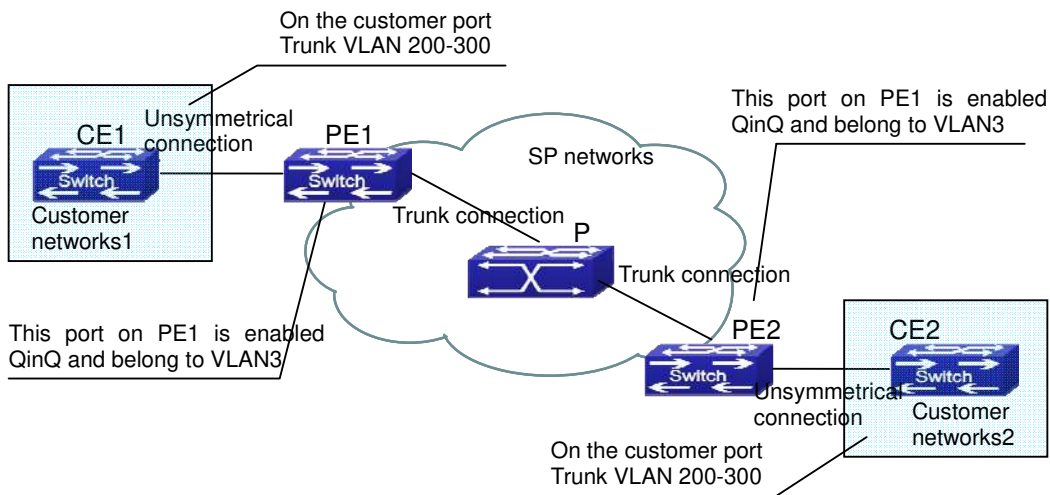 On the customer port
Trunk VLAN 200-300
This port on PE1 is enabled
QinQ and belong to VLAN3
CE1
Unsymmetrical
connection
PE1
SP networks
Switch
Switch
Customer
networks1
Trunk connection
P
Trunk connection
This port on PE1 is enabled
QinQ and belong to VLAN3
PE2
CE2
Switch
Switch
Unsymmetrical
connection
Customer
networks2
On the customer port
Trunk VLAN 200-300